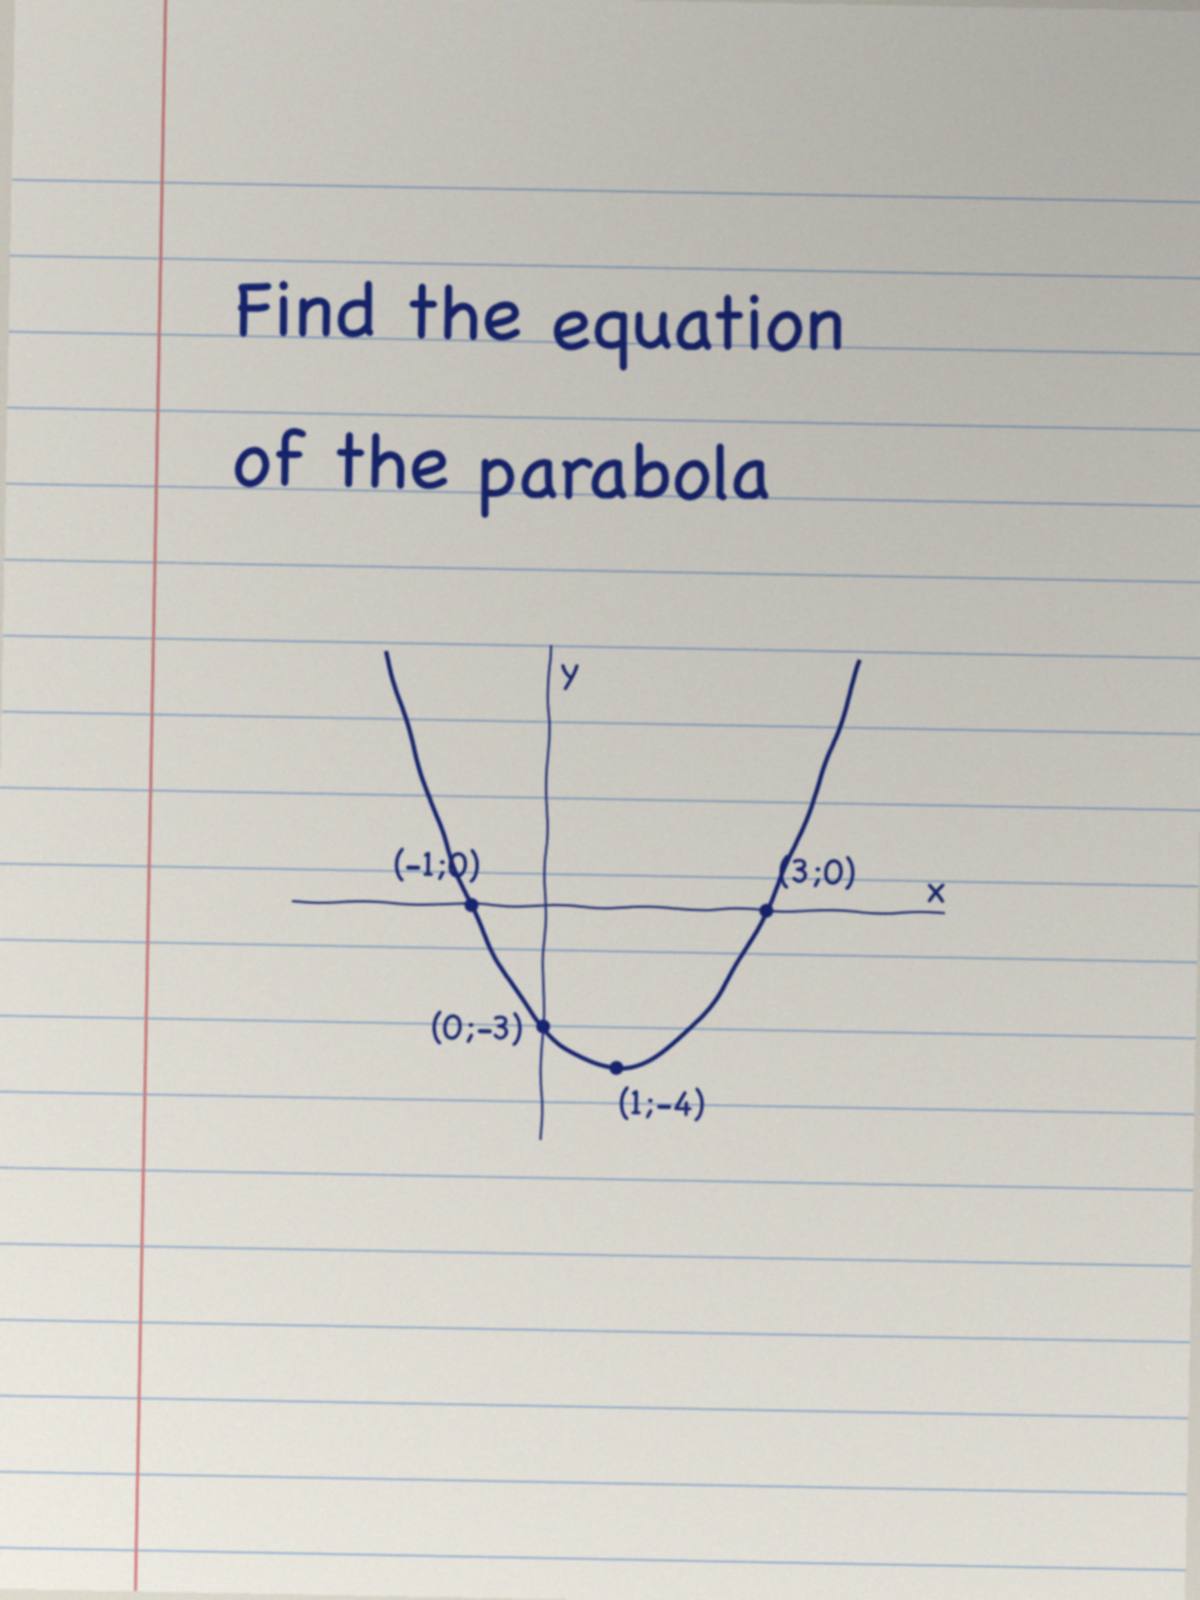 Find the equation
of the parabola
y
(-1;0)
(3;0)
x
(0;-3)
(1;-4)